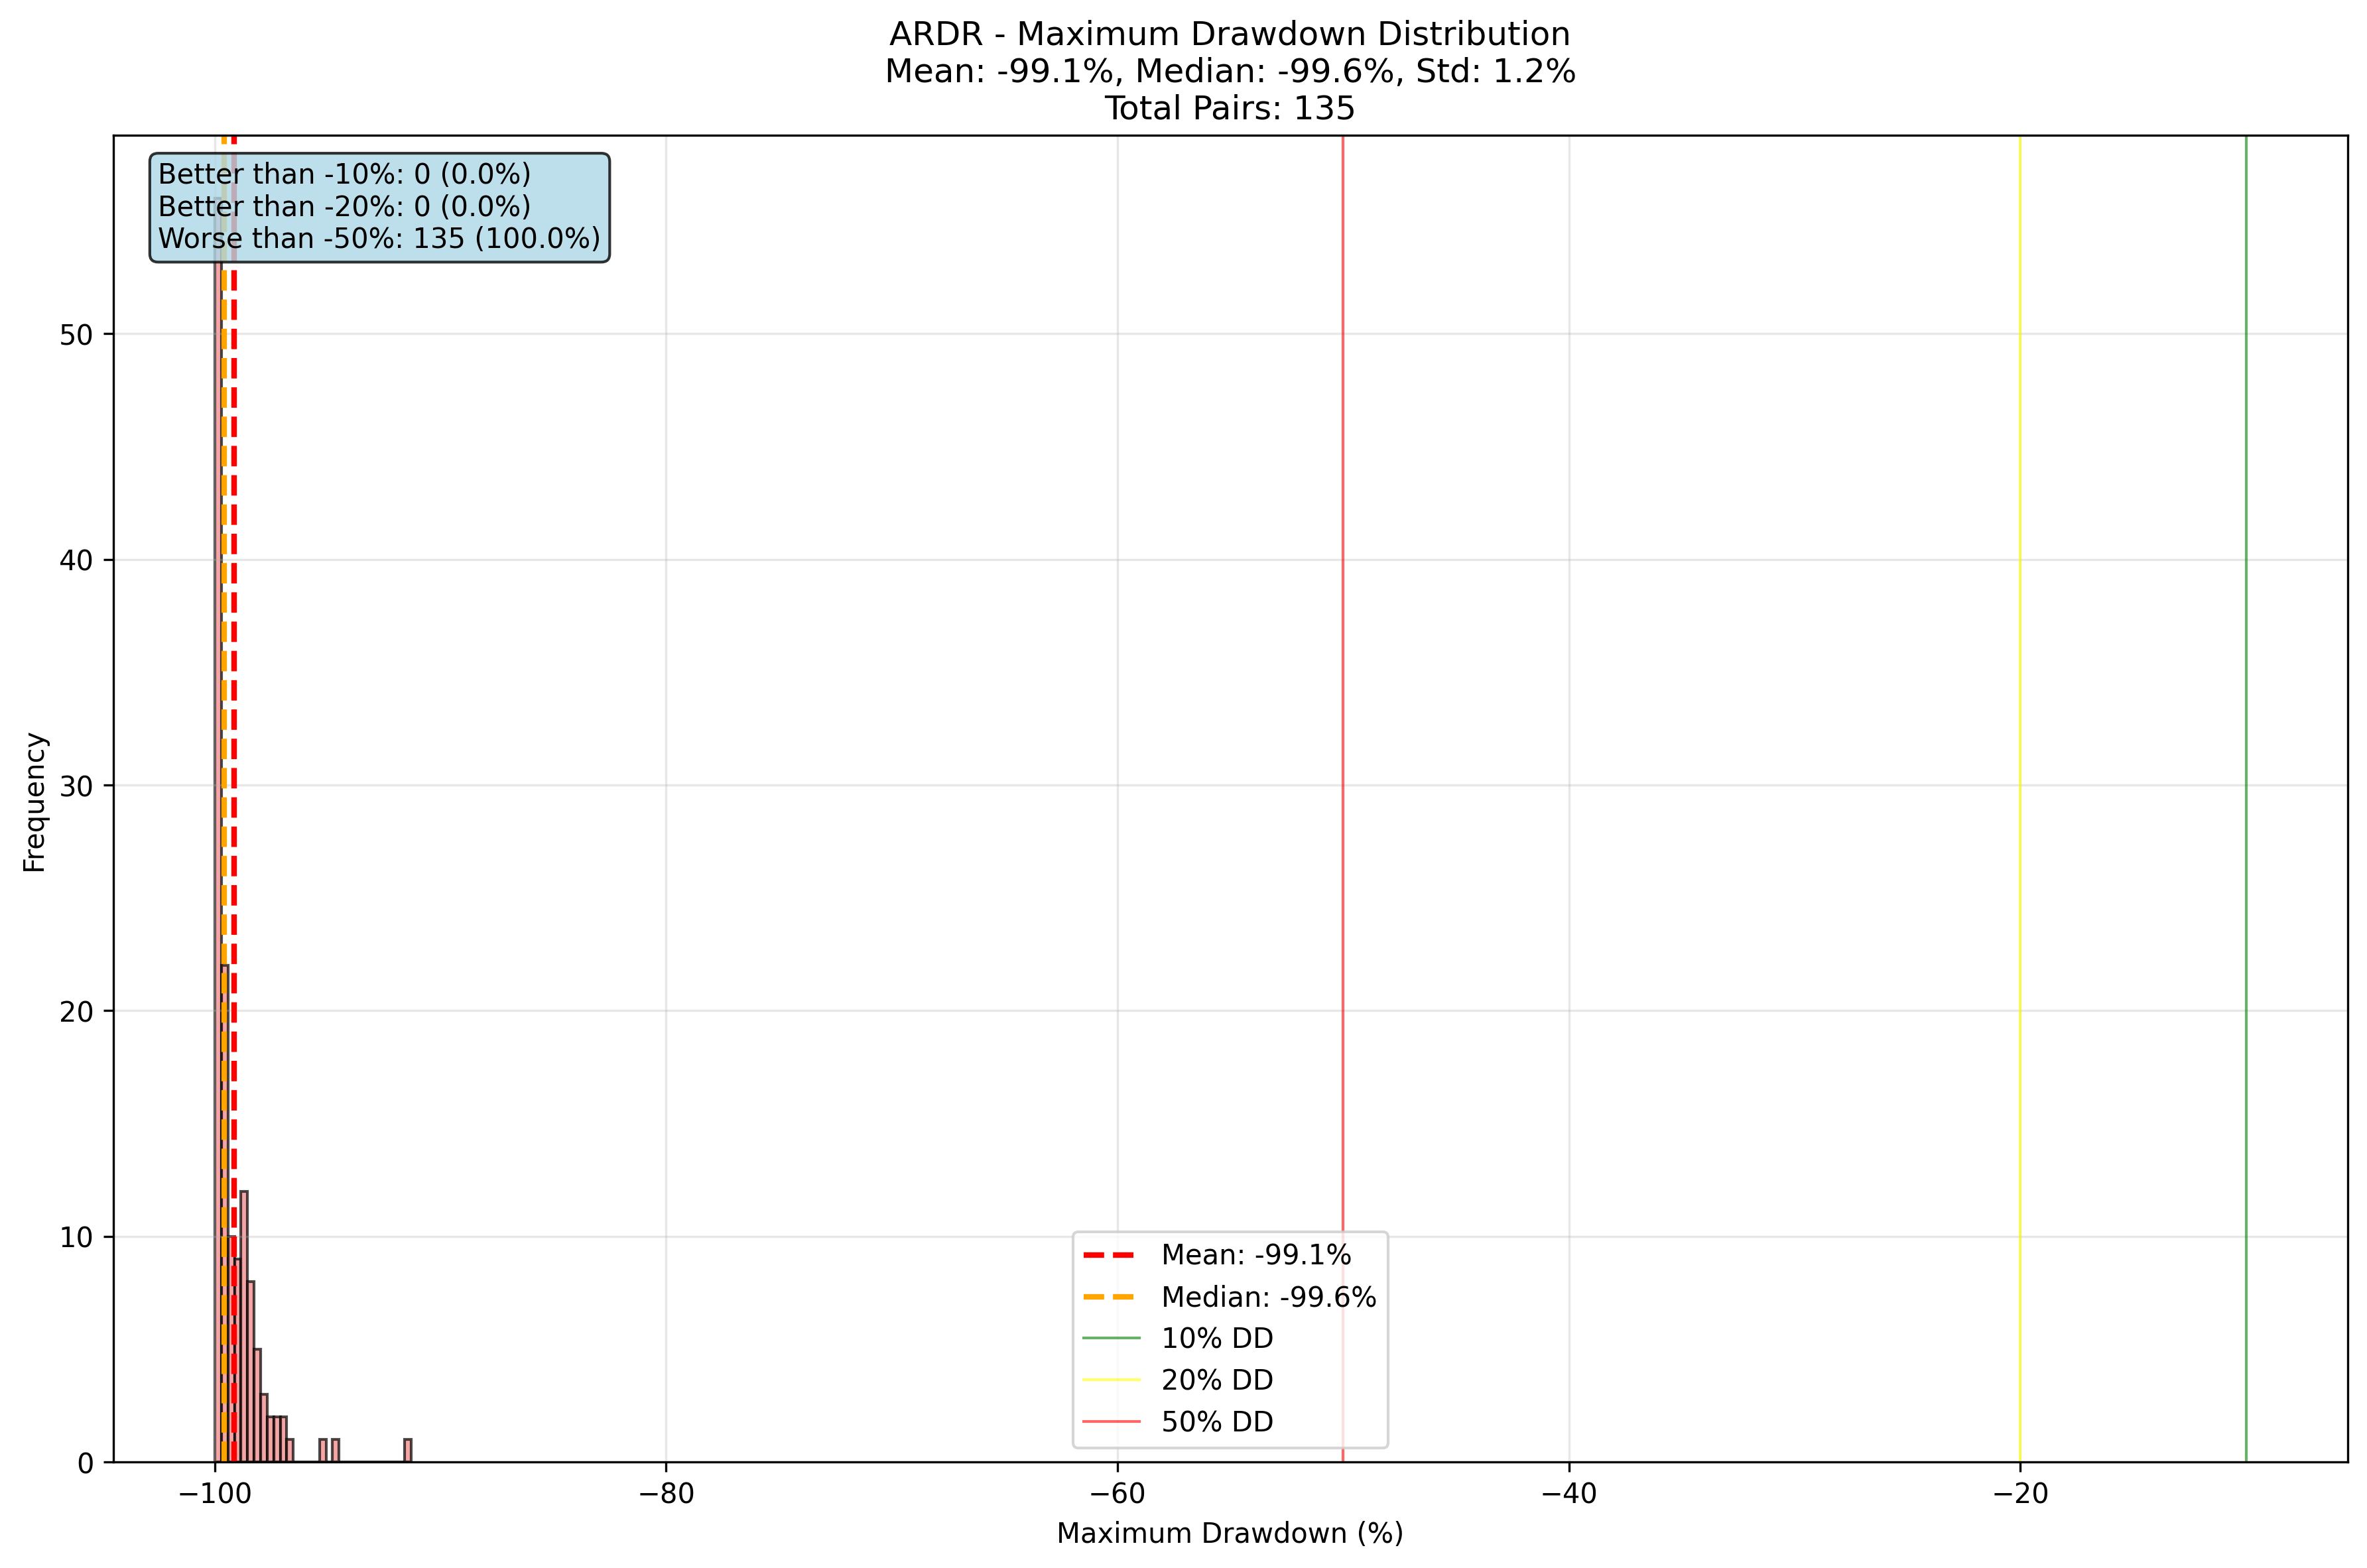 ARDR - Maximum Drawdown Distribution
Mean: -99.1%, Median: -99.6%, Std: 1.2%
Total Pairs: 135
Better than -10%: 0 (0.0%)
Better than -20%: 0 (0.0%)
Worse than -50%: 135 (100.0%)
50
40
30
20
10
0
Frequency
Mean: -99.1%
Median: -99.6%
10% DD
20% DD
50% DD
−100
−80
−60
−40
−20
Maximum Drawdown (%)